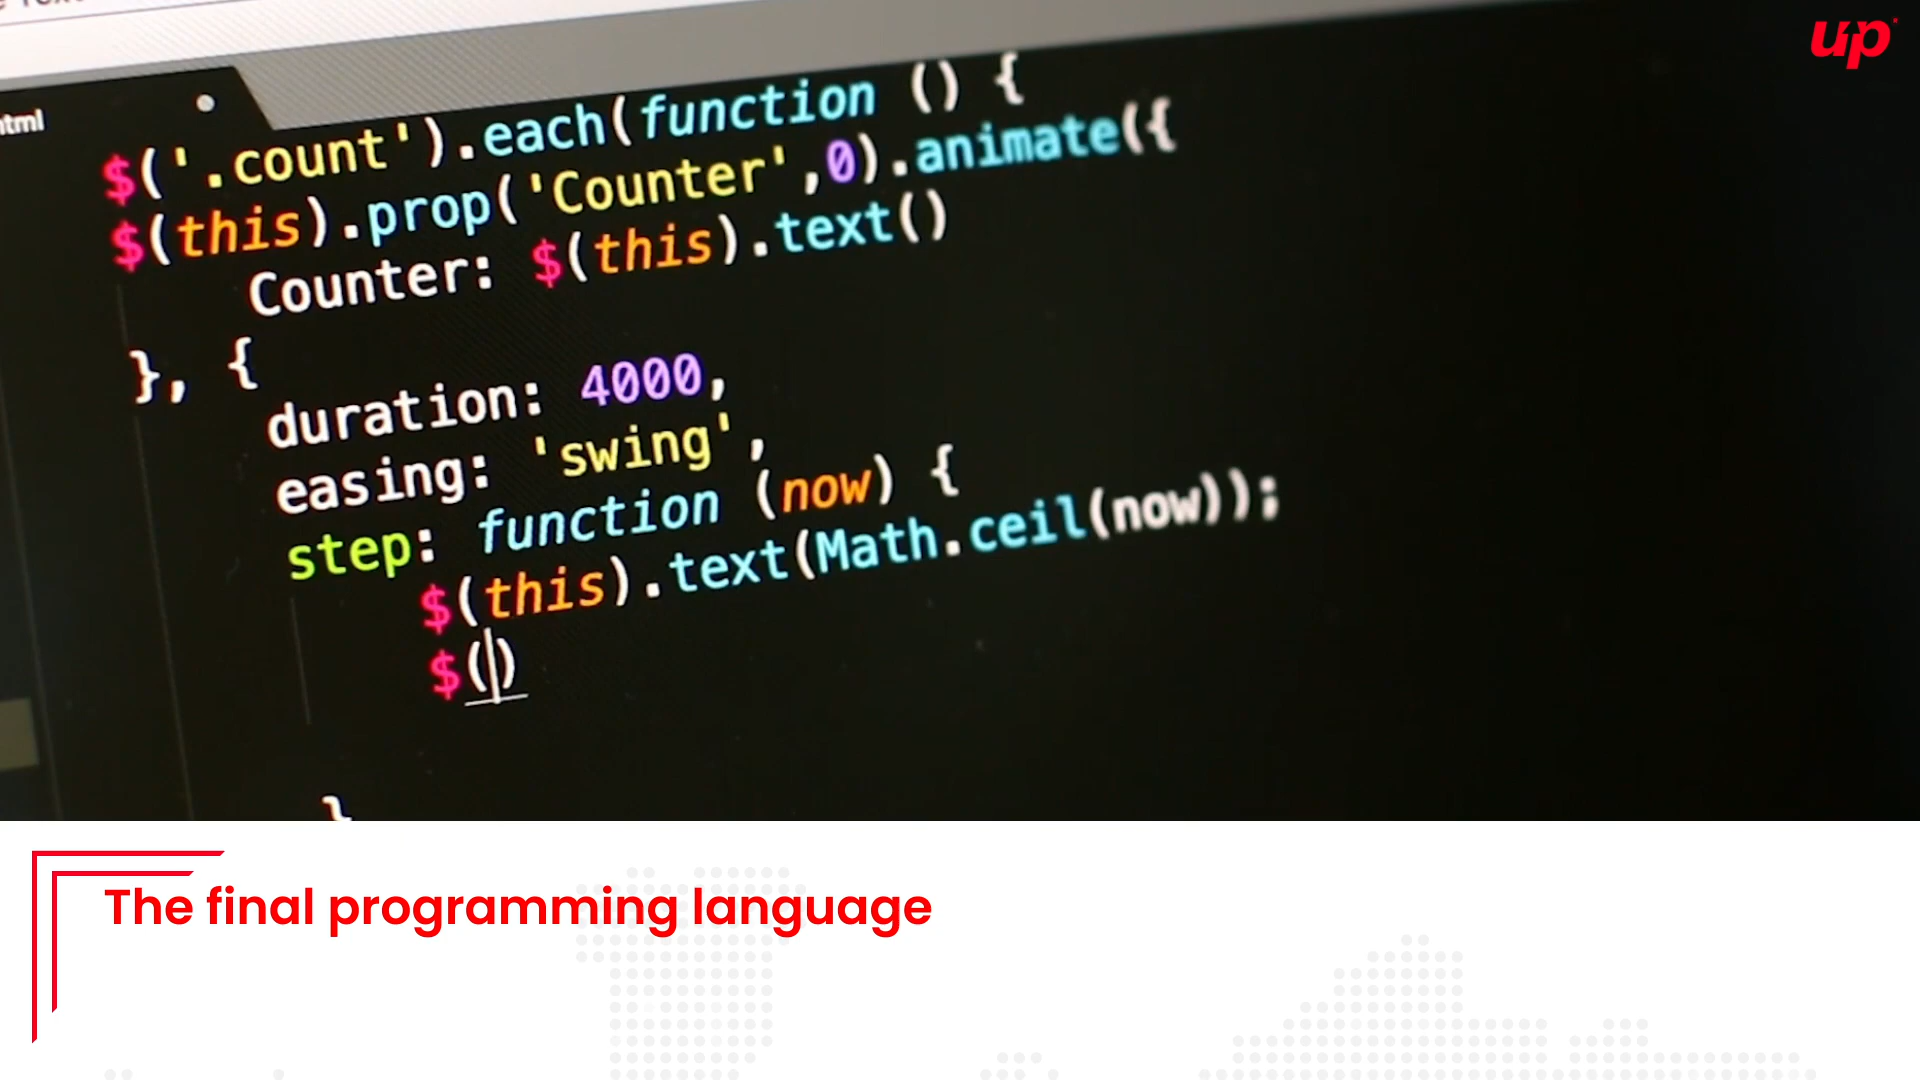 up
html
$('.count').each(function () {
$(this).prop('Counter',0).animate({
Counter: $(this).text()
}, {
duration: 4000,
easing: 'swing',
step: function (now) {
$(this).text(Math.ceil(now));
$()
}
The final programming language